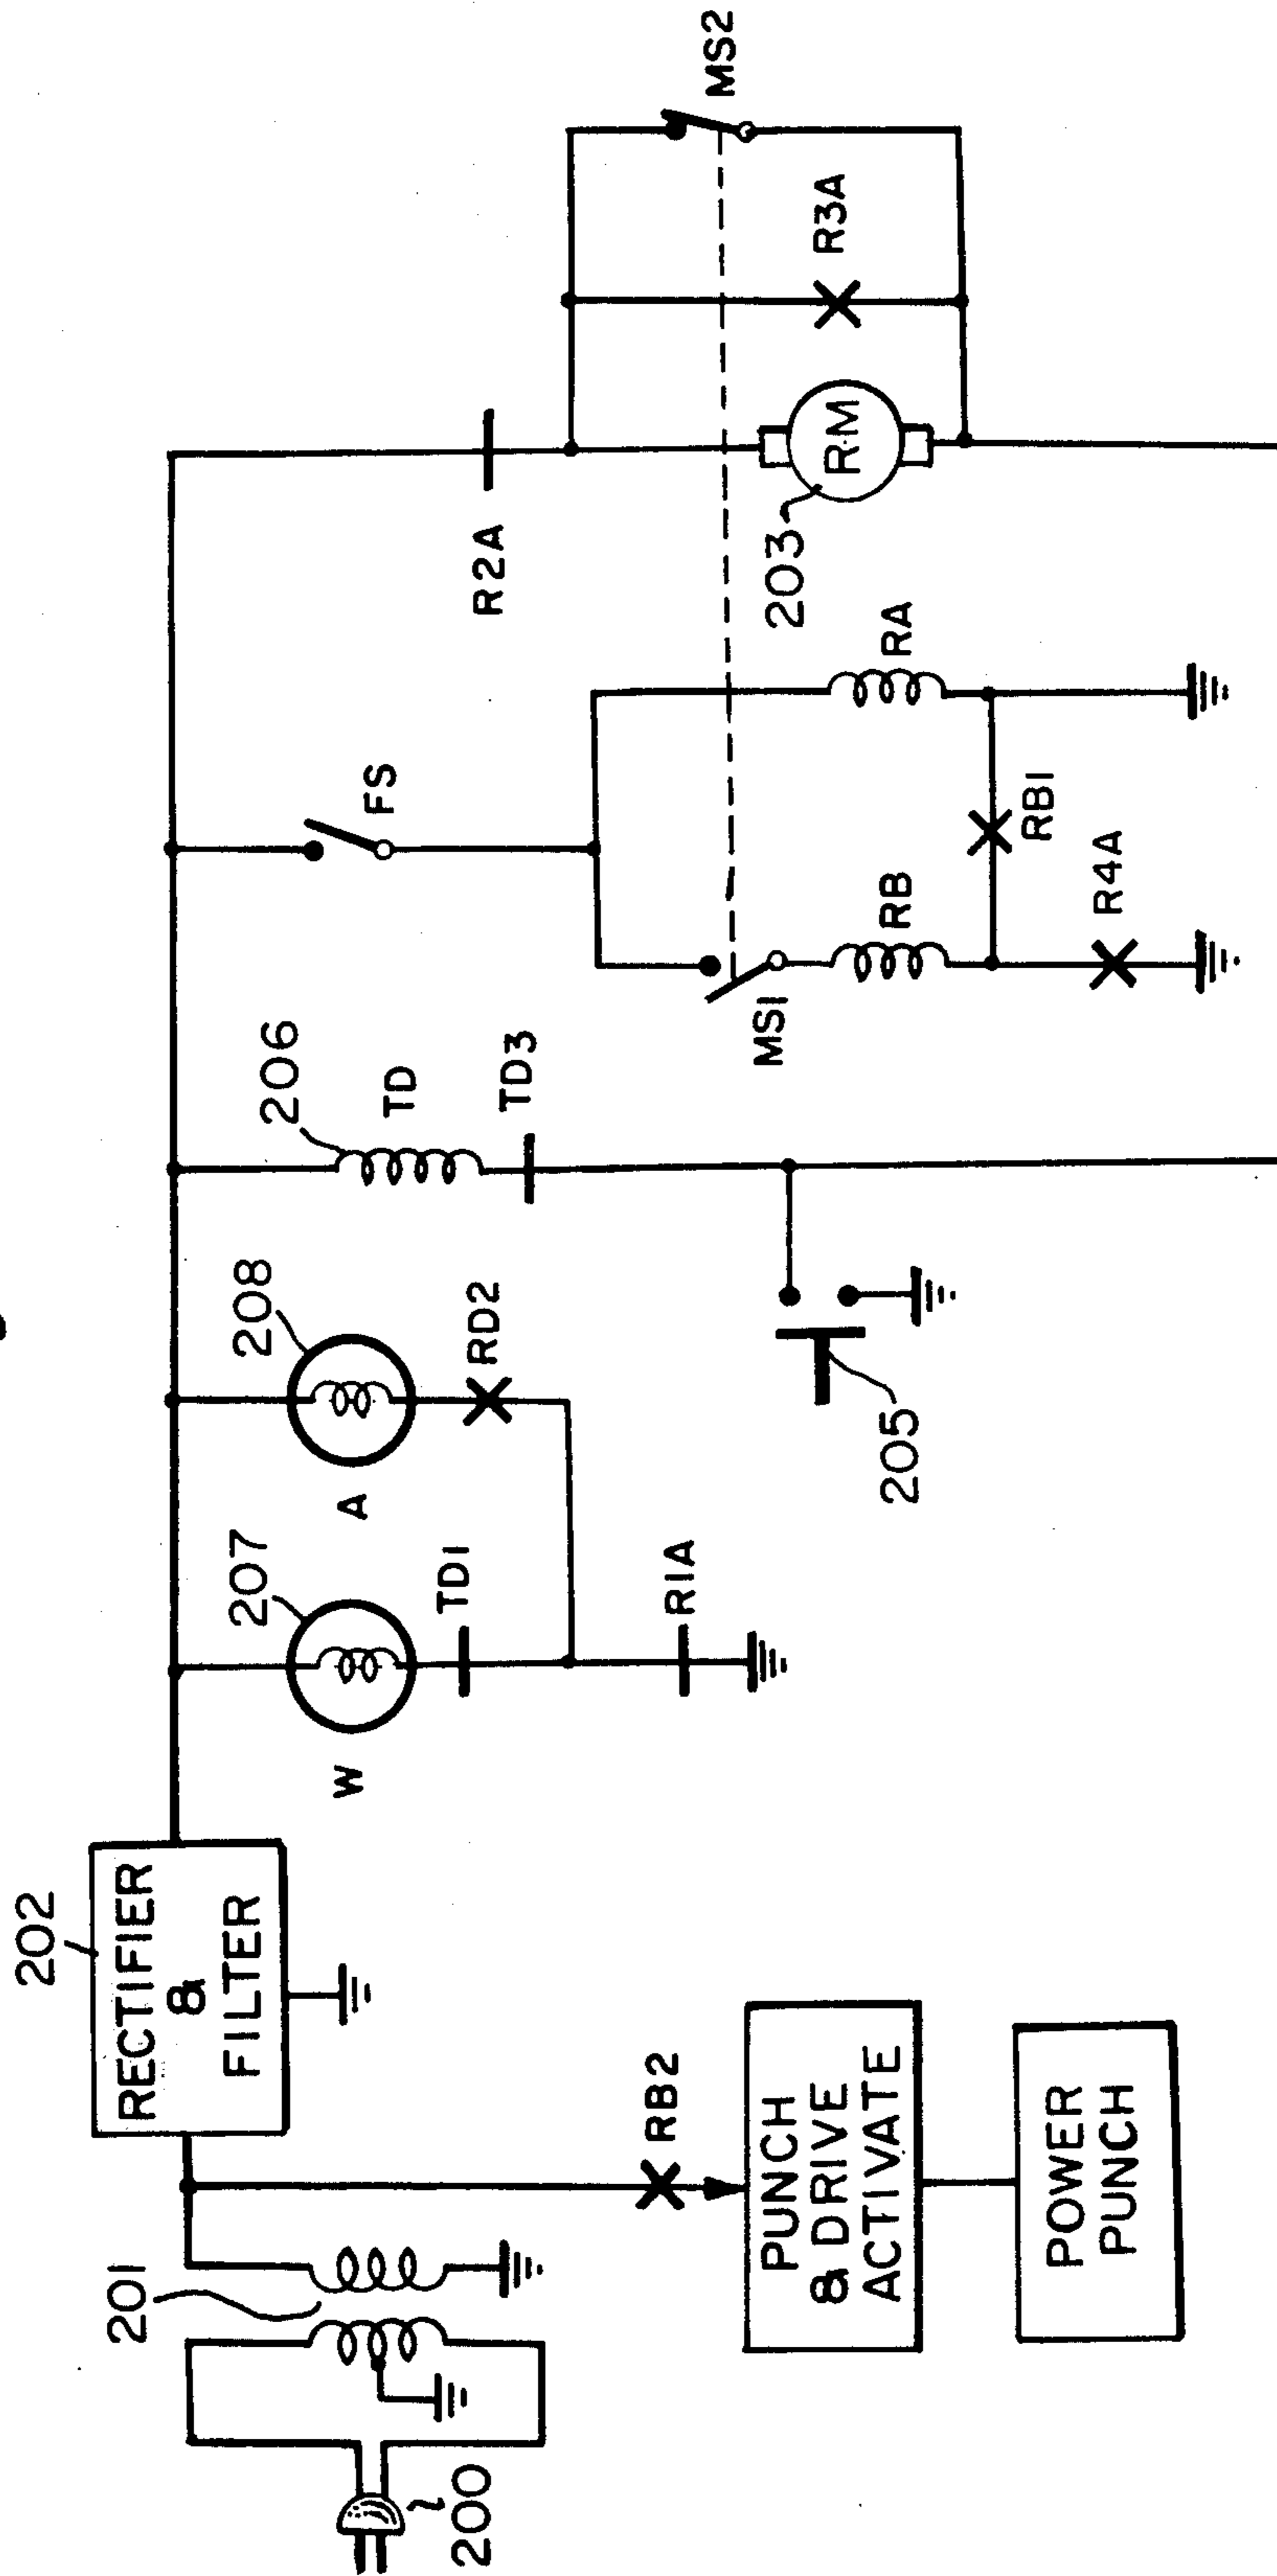 200
201
202
RECTIFIER
&
FILTER
RB2
PUNCH
& DRIVE
ACTIVATE
POWER
PUNCH
W
207
TD1
R1A
A
208
RD2
205
206
TD
TD3
FS
MS1
RB
RA
RB1
R4A
R2A
203
R·M
R3A
MS2